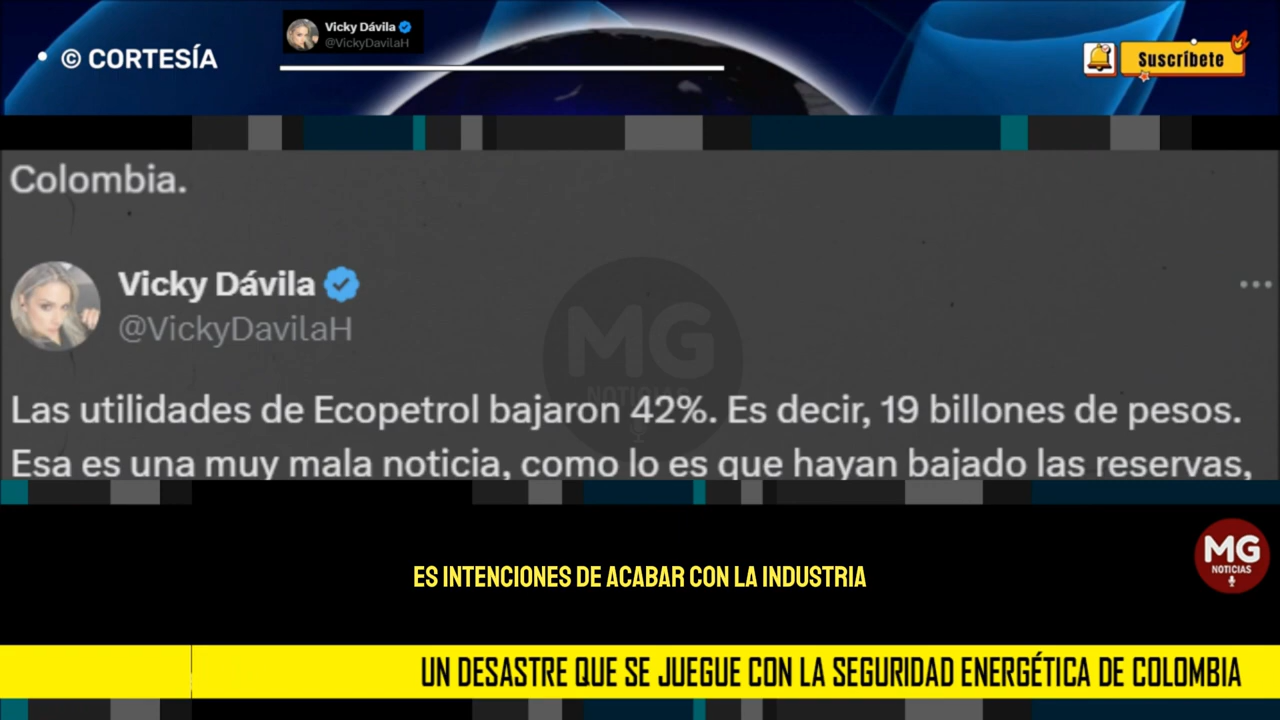 © CORTESÍA
Vicky Dávila
@VickyDavilaH
Suscríbete
Colombia.
Vicky Dávila
@VickyDavilaH
MG
NOTICIAS
Las utilidades de Ecopetrol bajaron 42%. Es decir, 19 billones de pesos.
Esa es una muy mala noticia, como lo es que hayan bajado las reservas,
ES INTENCIONES DE ACABAR CON LA INDUSTRIA
MG
NOTICIAS
UN DESASTRE QUE SE JUEGUE CON LA SEGURIDAD ENERGÉTICA DE COLOMBIA